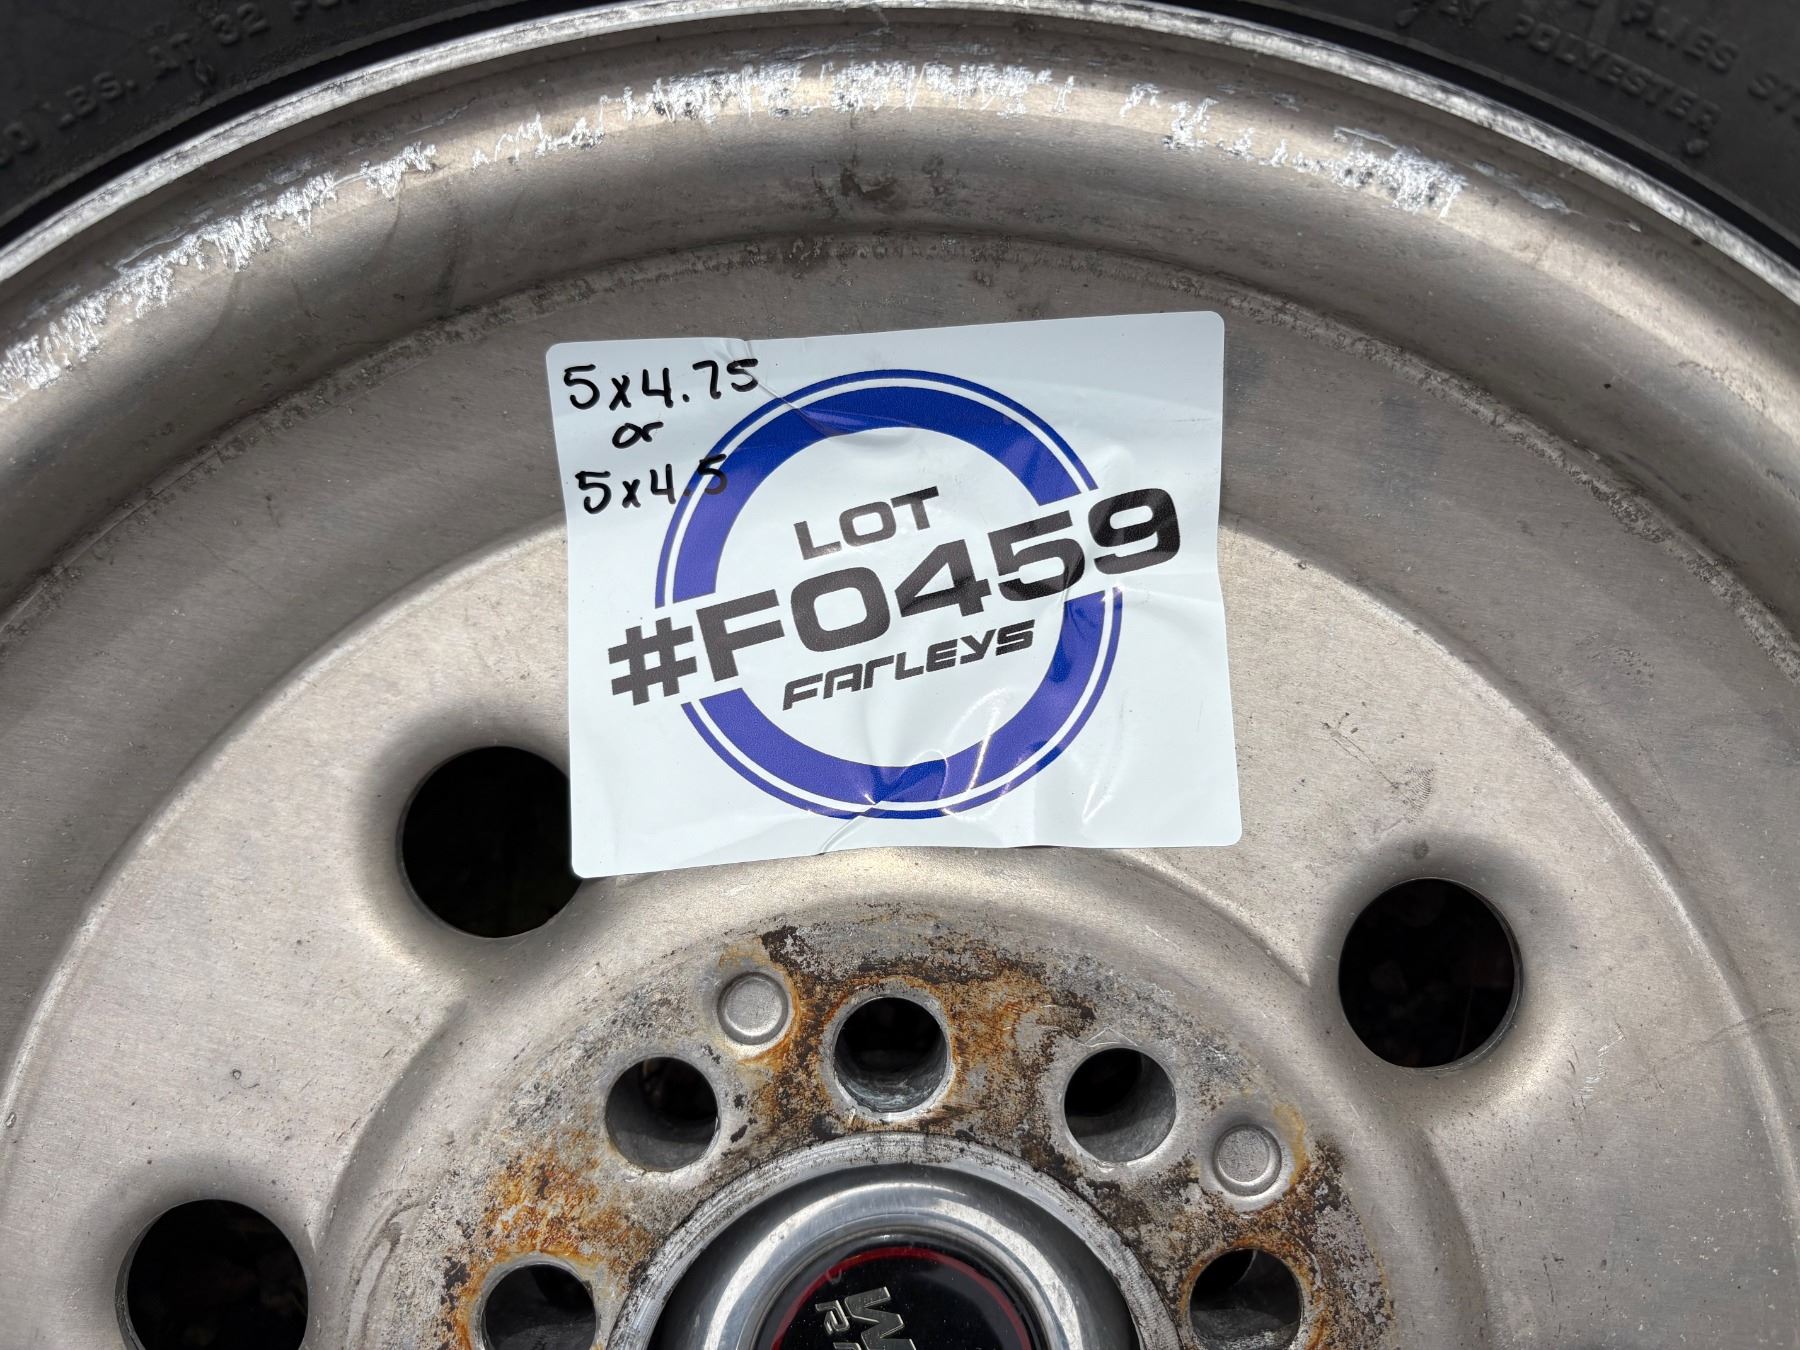 LBS. AT 32
PLIES
POLYESTER
5x4.75
or
5x4.5
LOT
#F0459
FARLEYS